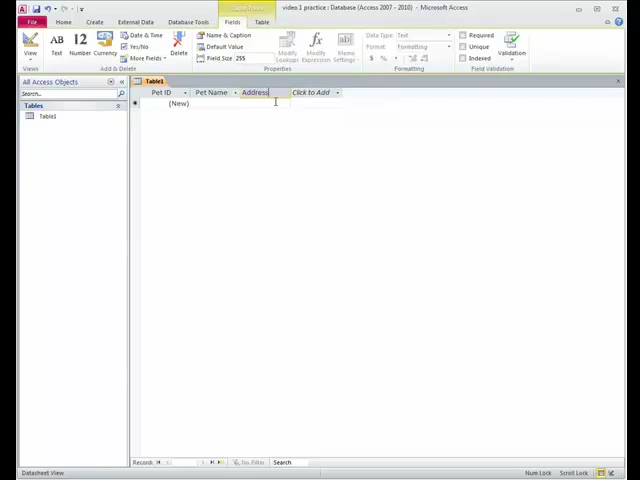 video 1 practice : Database (Access 2007 - 2010) - Microsoft Access
File Home Create External Data Database Tools Fields Table
View
Views
AB Text
12 Number
Currency
Date & Time
Yes/No
More Fields
Delete
Add & Delete
Name & Caption
Default Value
Field Size 255
Modify Lookups
Modify Expression
Memo Settings
Properties
Data Type: Text
Format:
$ % ,
Formatting
Required
Unique
Indexed
Validation
Field Validation
All Access Objects
Search...
Tables
Table1
Table1
Pet ID Pet Name Address Click to Add
(New)
Record: No Filter Search
Datasheet View
Num Lock Scroll Lock